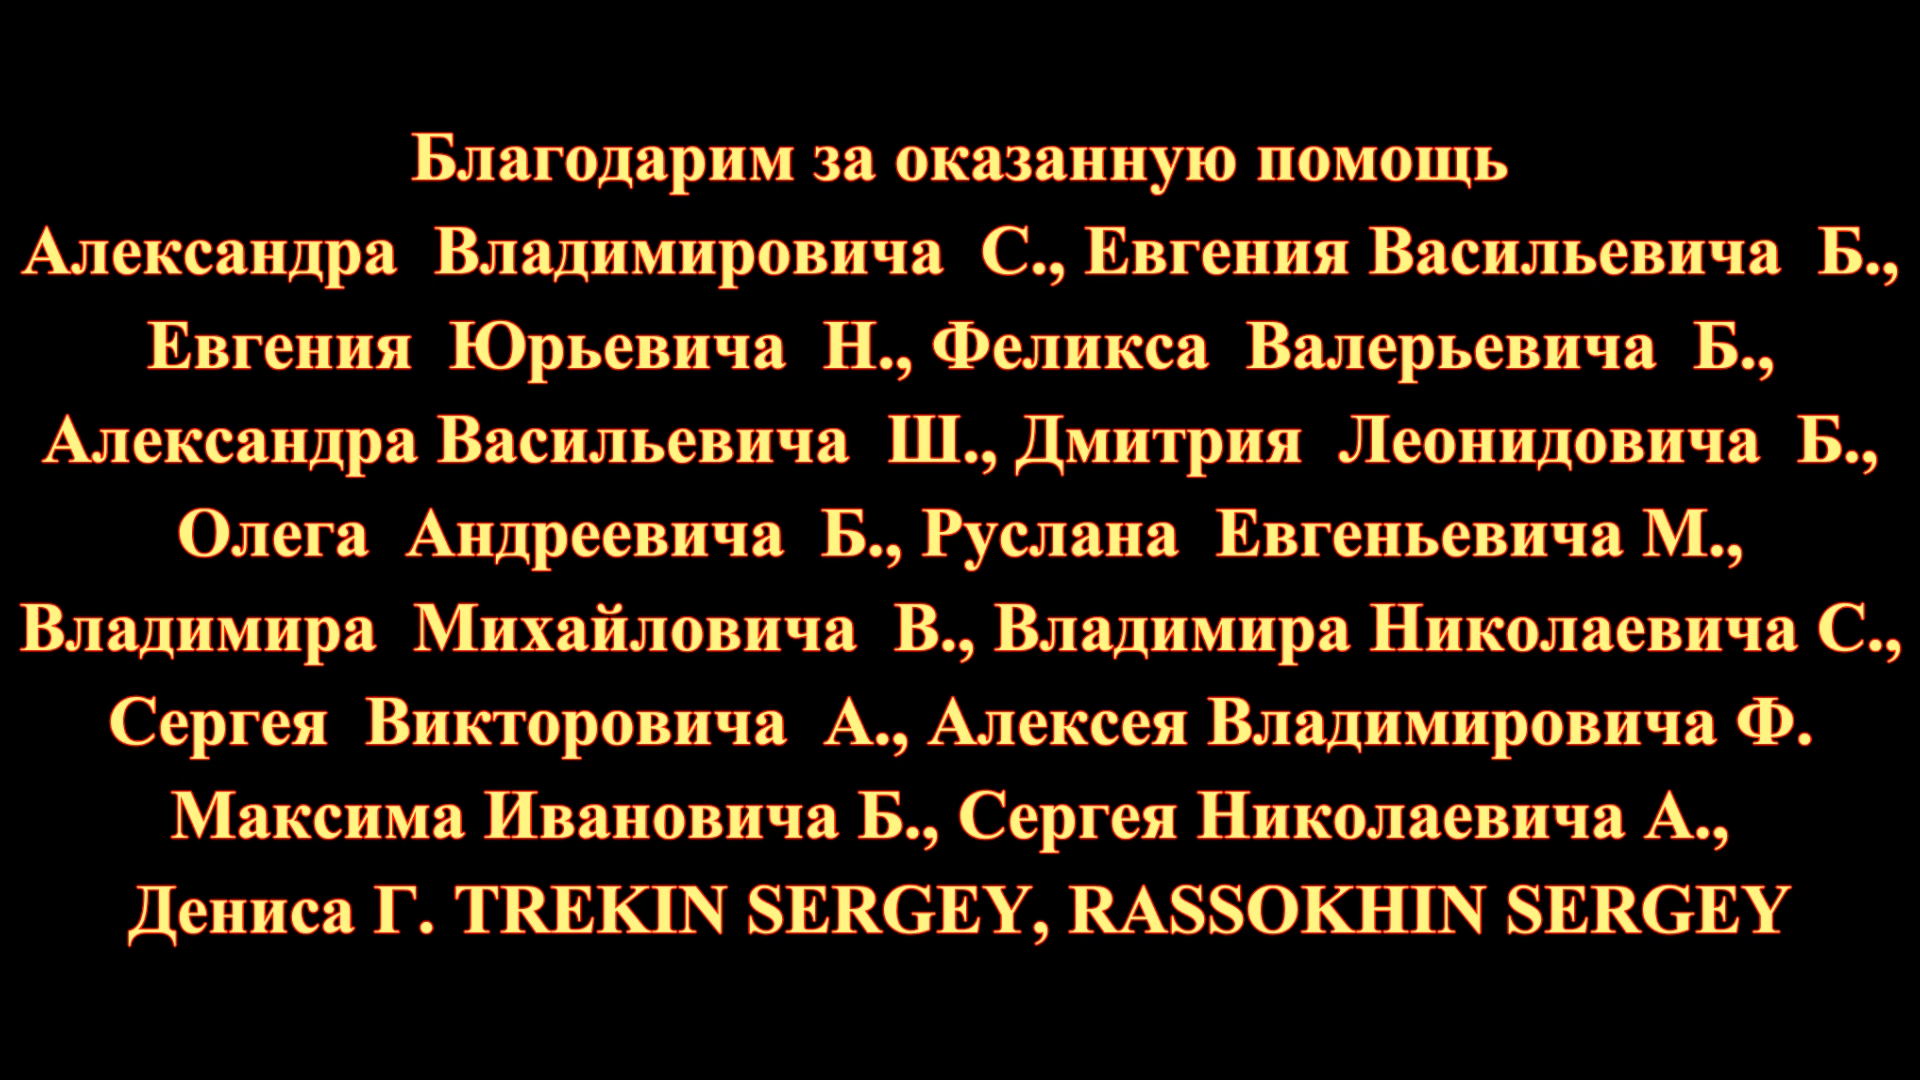 Благодарим за оказанную помощь
Александра Владимировича С., Евгения Васильевича Б.,
Евгения Юрьевича Н., Феликса Валерьевича Б.,
Александра Васильевича Ш., Дмитрия Леонидовича Б.,
Олега Андреевича Б., Руслана Евгеньевича М.,
Владимира Михайловича В., Владимира Николаевича С.,
Сергея Викторовича А., Алексея Владимировича Ф.
Максима Ивановича Б., Сергея Николаевича А.,
Дениса Г. TREKIN SERGEY, RASSOKHIN SERGEY